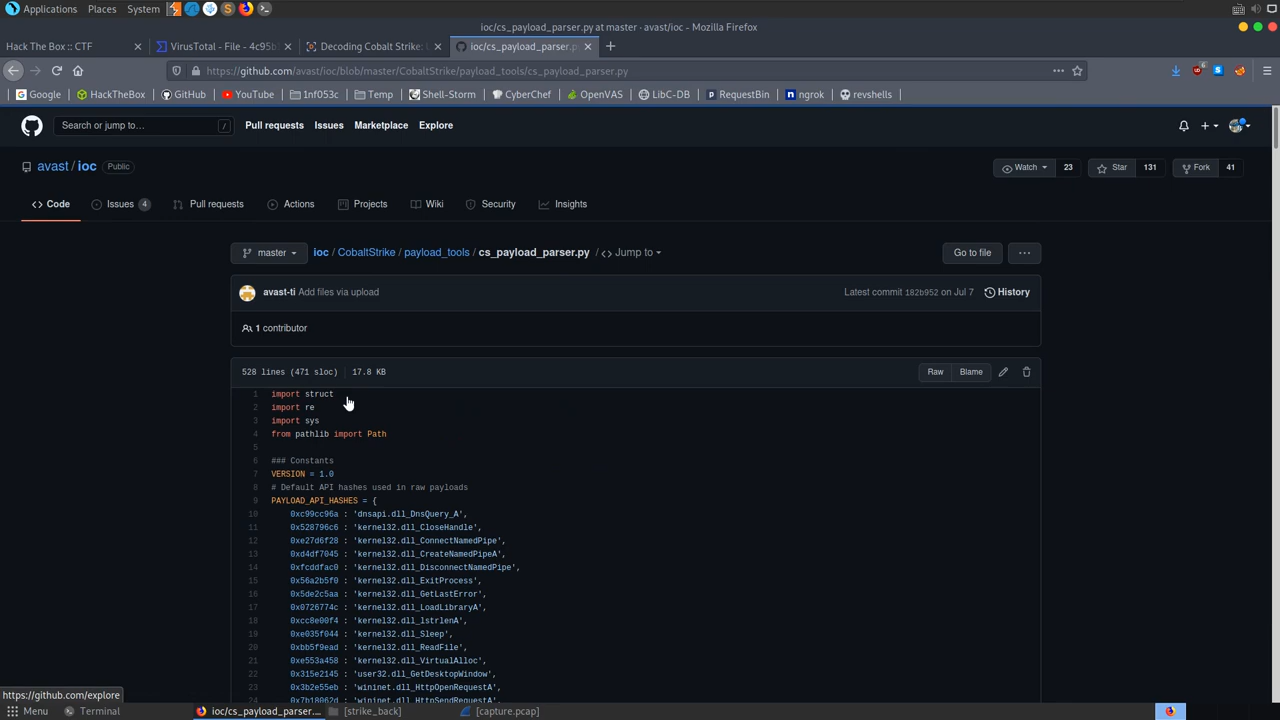 Applications Places System
ioc/cs_payload_parser.py at master · avast/ioc - Mozilla Firefox
Hack The Box :: CTF
VirusTotal - File - 4c95b
Decoding Cobalt Strike: U
ioc/cs_payload_parser.p
https://github.com/avast/ioc/blob/master/CobaltStrike/payload_tools/cs_payload_parser.py
Google HackTheBox GitHub YouTube 1nf053c Temp Shell-Storm CyberChef OpenVAS LibC-DB RequestBin ngrok revshells
Search or jump to… /
Pull requests Issues Marketplace Explore
avast / ioc Public
Watch 23 Star 131 Fork 41
Code Issues 4 Pull requests Actions Projects Wiki Security Insights
master ioc / CobaltStrike / payload_tools / cs_payload_parser.py / Jump to Go to file ...
avast-ti Add files via upload Latest commit 182b952 on Jul 7 History
1 contributor
528 lines (471 sloc) 17.8 KB Raw Blame
1 import struct
2 import re
3 import sys
4 from pathlib import Path
5
6 ### Constants
7 VERSION = 1.0
8 # Default API hashes used in raw payloads
9 PAYLOAD_API_HASHES = {
10 0xc99cc96a : 'dnsapi.dll_DnsQuery_A',
11 0x528796c6 : 'kernel32.dll_CloseHandle',
12 0xe27d6f28 : 'kernel32.dll_ConnectNamedPipe',
13 0xd4df7045 : 'kernel32.dll_CreateNamedPipeA',
14 0xfcddfac0 : 'kernel32.dll_DisconnectNamedPipe',
15 0x56a2b5f0 : 'kernel32.dll_ExitProcess',
16 0x5de2c5aa : 'kernel32.dll_GetLastError',
17 0x0726774c : 'kernel32.dll_LoadLibraryA',
18 0xcc8e00f4 : 'kernel32.dll_lstrlenA',
19 0xe035f044 : 'kernel32.dll_Sleep',
20 0xbb5f9ead : 'kernel32.dll_ReadFile',
21 0xe553a458 : 'kernel32.dll_VirtualAlloc',
22 0x315e2145 : 'user32.dll_GetDesktopWindow',
23 0x3b2e55eb : 'wininet.dll_HttpOpenRequestA',
24 0x7b18062d : 'wininet.dll_HttpSendRequestA',
https://github.com/explore
Menu Terminal ioc/cs_payload_parser.... [strike_back] [capture.pcap]